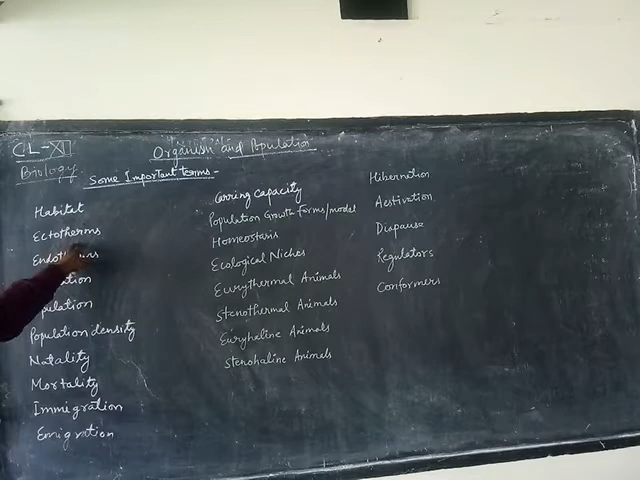 CL-XII
Biology
Organism and Population
Some Important terms -
Habitat
Ectotherms
Population density
Natality
Mortality
Immigration
Emigration
Carring capacity
Population Growth Forms/model
Homeostasis
Ecological Niches
Eurythermal Animals
Stenothermal Animals
Euryhaline Animals
Stenohaline Animals
Hibernation
Aestivation
Diapause
Regulators
Conformers